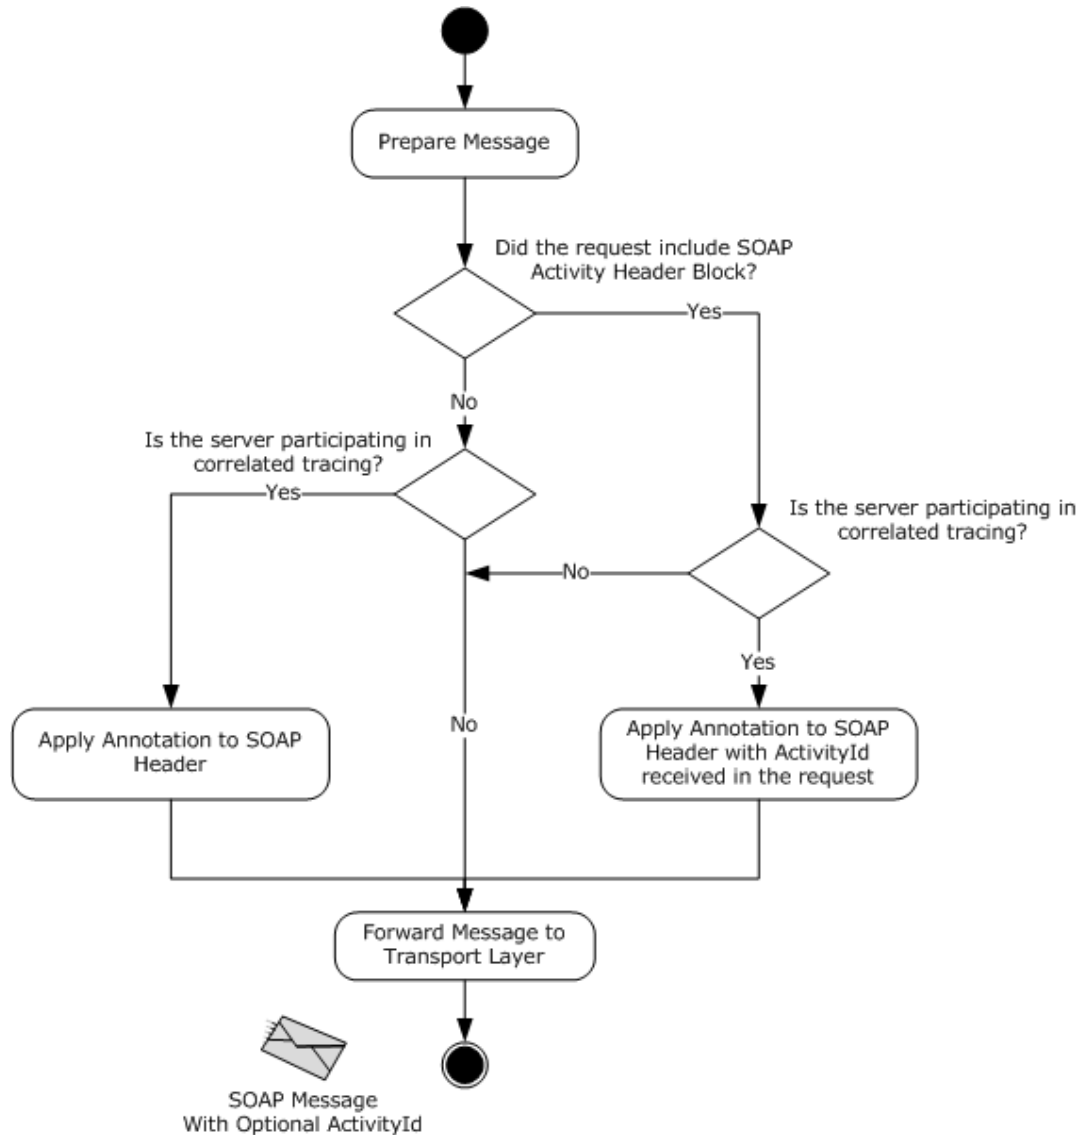 Prepare Message
Did the request include SOAP
Activity Header Block?
Yes
No
Is the server participating in
correlated tracing?
Yes
Is the server participating in
correlated tracing?
No
Yes
No
Apply Annotation to SOAP
Header
Apply Annotation to SOAP
Header with ActivityId
received in the request
Forward Message to
Transport Layer
SOAP Message
With Optional ActivityId